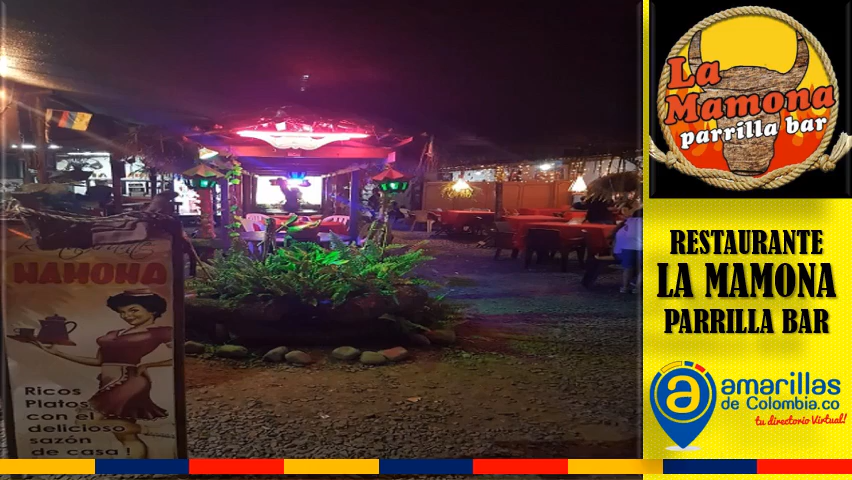 MAMONA
Ricos
Platos
con el
delicioso
sazón
de casa !
La
Mamona
parrilla bar
RESTAURANTE
LA MAMONA
PARRILLA BAR
a
amarillas
de Colombia.co
tu directorio Virtual!